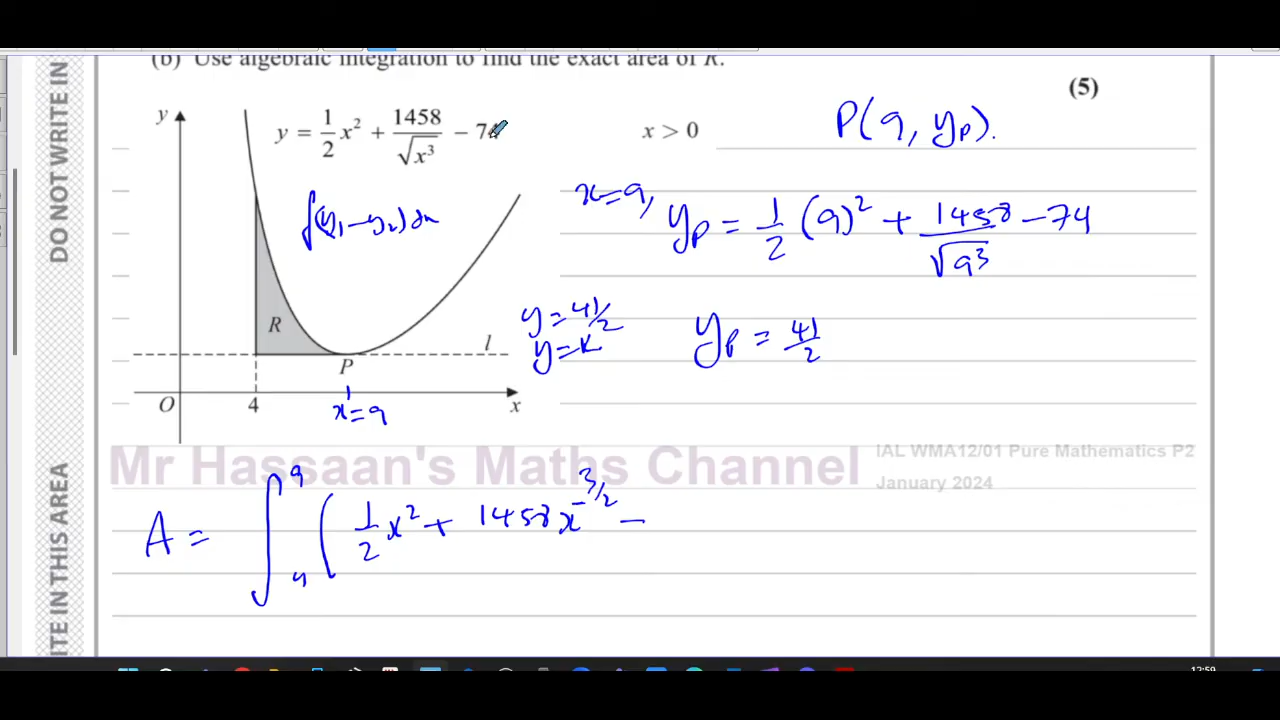 DO NOT WRITE IN
ITE IN THIS AREA
(b) Use algebraic integration to find the exact area of R.
(5)
y
y = 1/2 x² + 1458/√x³ − 74
x > 0
P(9, yₚ).
∫(y₁ − y₂) dx
x=9,
yₚ = 1/2 (9)² + 1458/√9³ − 74
R
y = 41/2
y = k
l
yₚ = 41/2
P
O
4
x=9
x
Mr Hassaan's Maths Channel
IAL WMA12/01 Pure Mathematics P2
January 2024
A = ∫₄⁹ ( 1/2 x² + 1458x^(−3/2) −
12:59